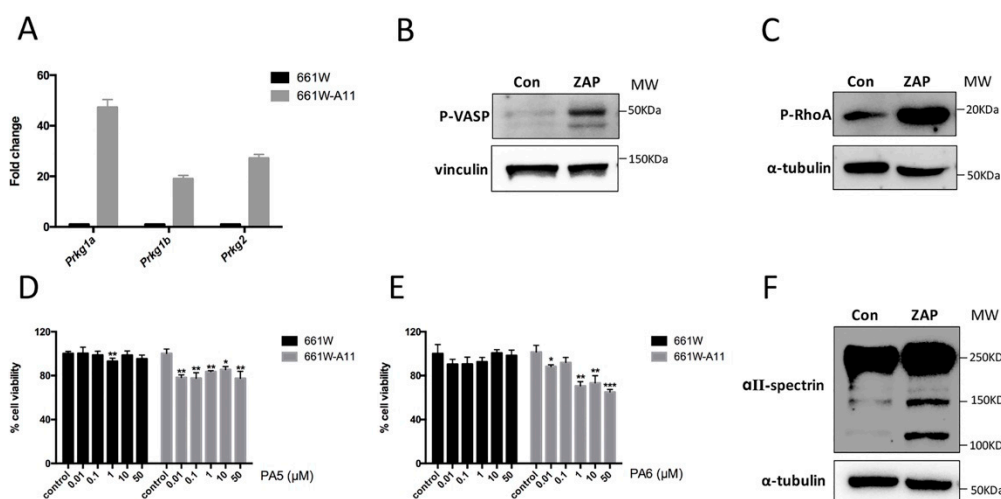 A
60
40
20
0
Fold change
661W
661W-A11
Prkg1a
Prkg1b
Prkg2
B
Con
ZAP
MW
P-VASP
50KDa
vinculin
150KDa
C
Con
ZAP
MW
P-RhoA
20KDa
α-tubulin
50KDa
D
120
80
40
0
% cell viability
661W
661W-A11
** ** ** ** * **
control 0.01 0.1 1 10 50 control 0.01 0.1 1 10 50
PA5 (µM)
E
120
80
40
0
% cell viability
661W
661W-A11
* ** ** ***
control 0.01 0.1 1 10 50 control 0.01 0.1 1 10 50
PA6 (µM)
F
Con
ZAP
MW
αII-spectrin
250KDa
150KD
100KDa
α-tubulin
50KDa